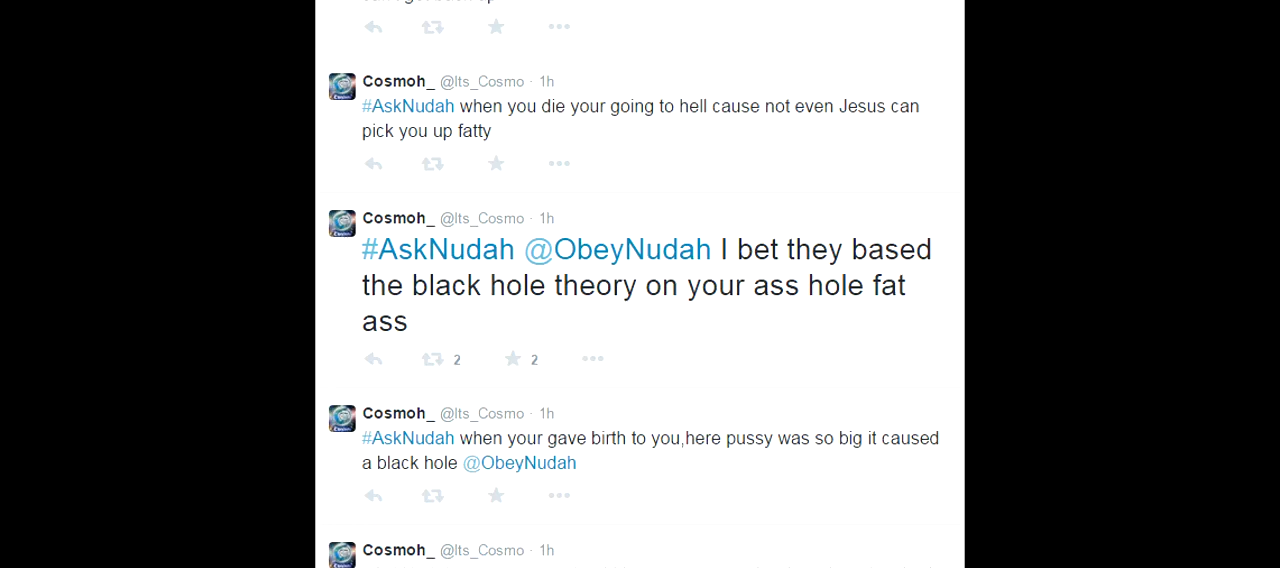 Cosmoh_ @Its_Cosmo · 1h
#AskNudah when you die your going to hell cause not even Jesus can
pick you up fatty
Cosmoh_ @Its_Cosmo · 1h
#AskNudah @ObeyNudah I bet they based
the black hole theory on your ass hole fat
ass
2 2
Cosmoh_ @Its_Cosmo · 1h
#AskNudah when your gave birth to you,here pussy was so big it caused
a black hole @ObeyNudah
Cosmoh_ @Its_Cosmo · 1h